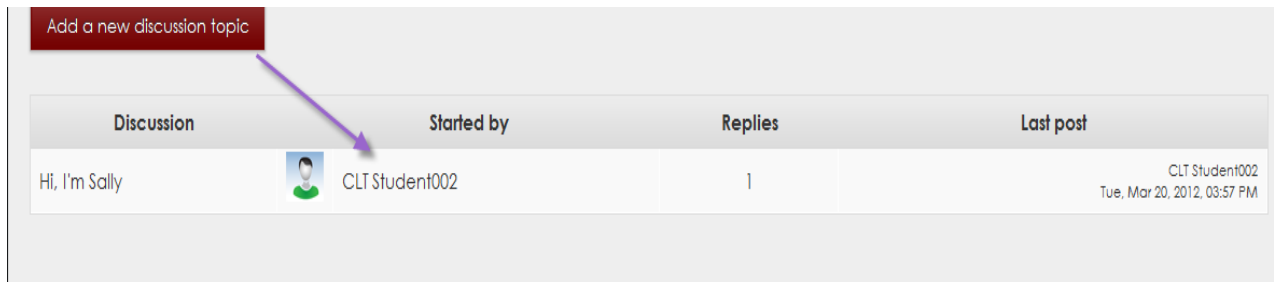 Add a new discussion topic
Discussion Started by Replies Last post
Hi, I'm Sally CLT Student002 1 CLT Student002
Tue, Mar 20, 2012, 03:57 PM